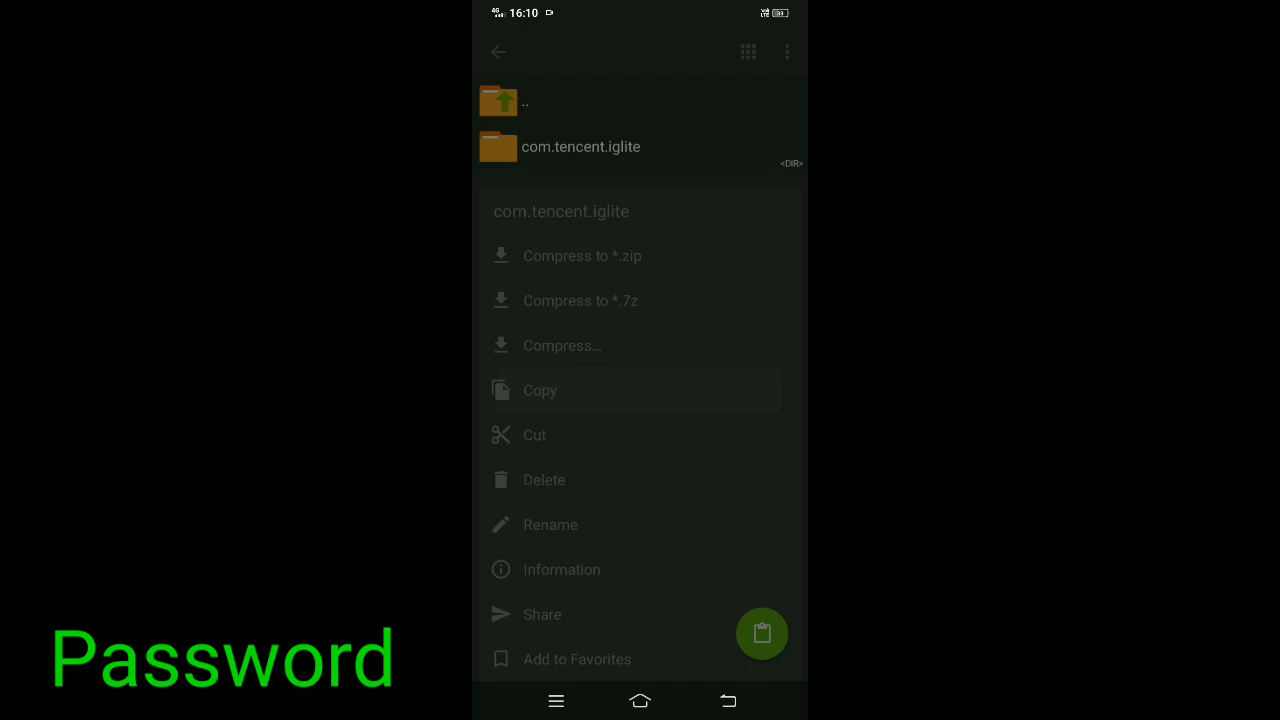 4G 16:10
..
com.tencent.iglite
<DIR>
com.tencent.iglite
Compress to *.zip
Compress to *.7z
Compress...
Copy
Cut
Delete
Rename
Information
Share
Add to Favorites
Password